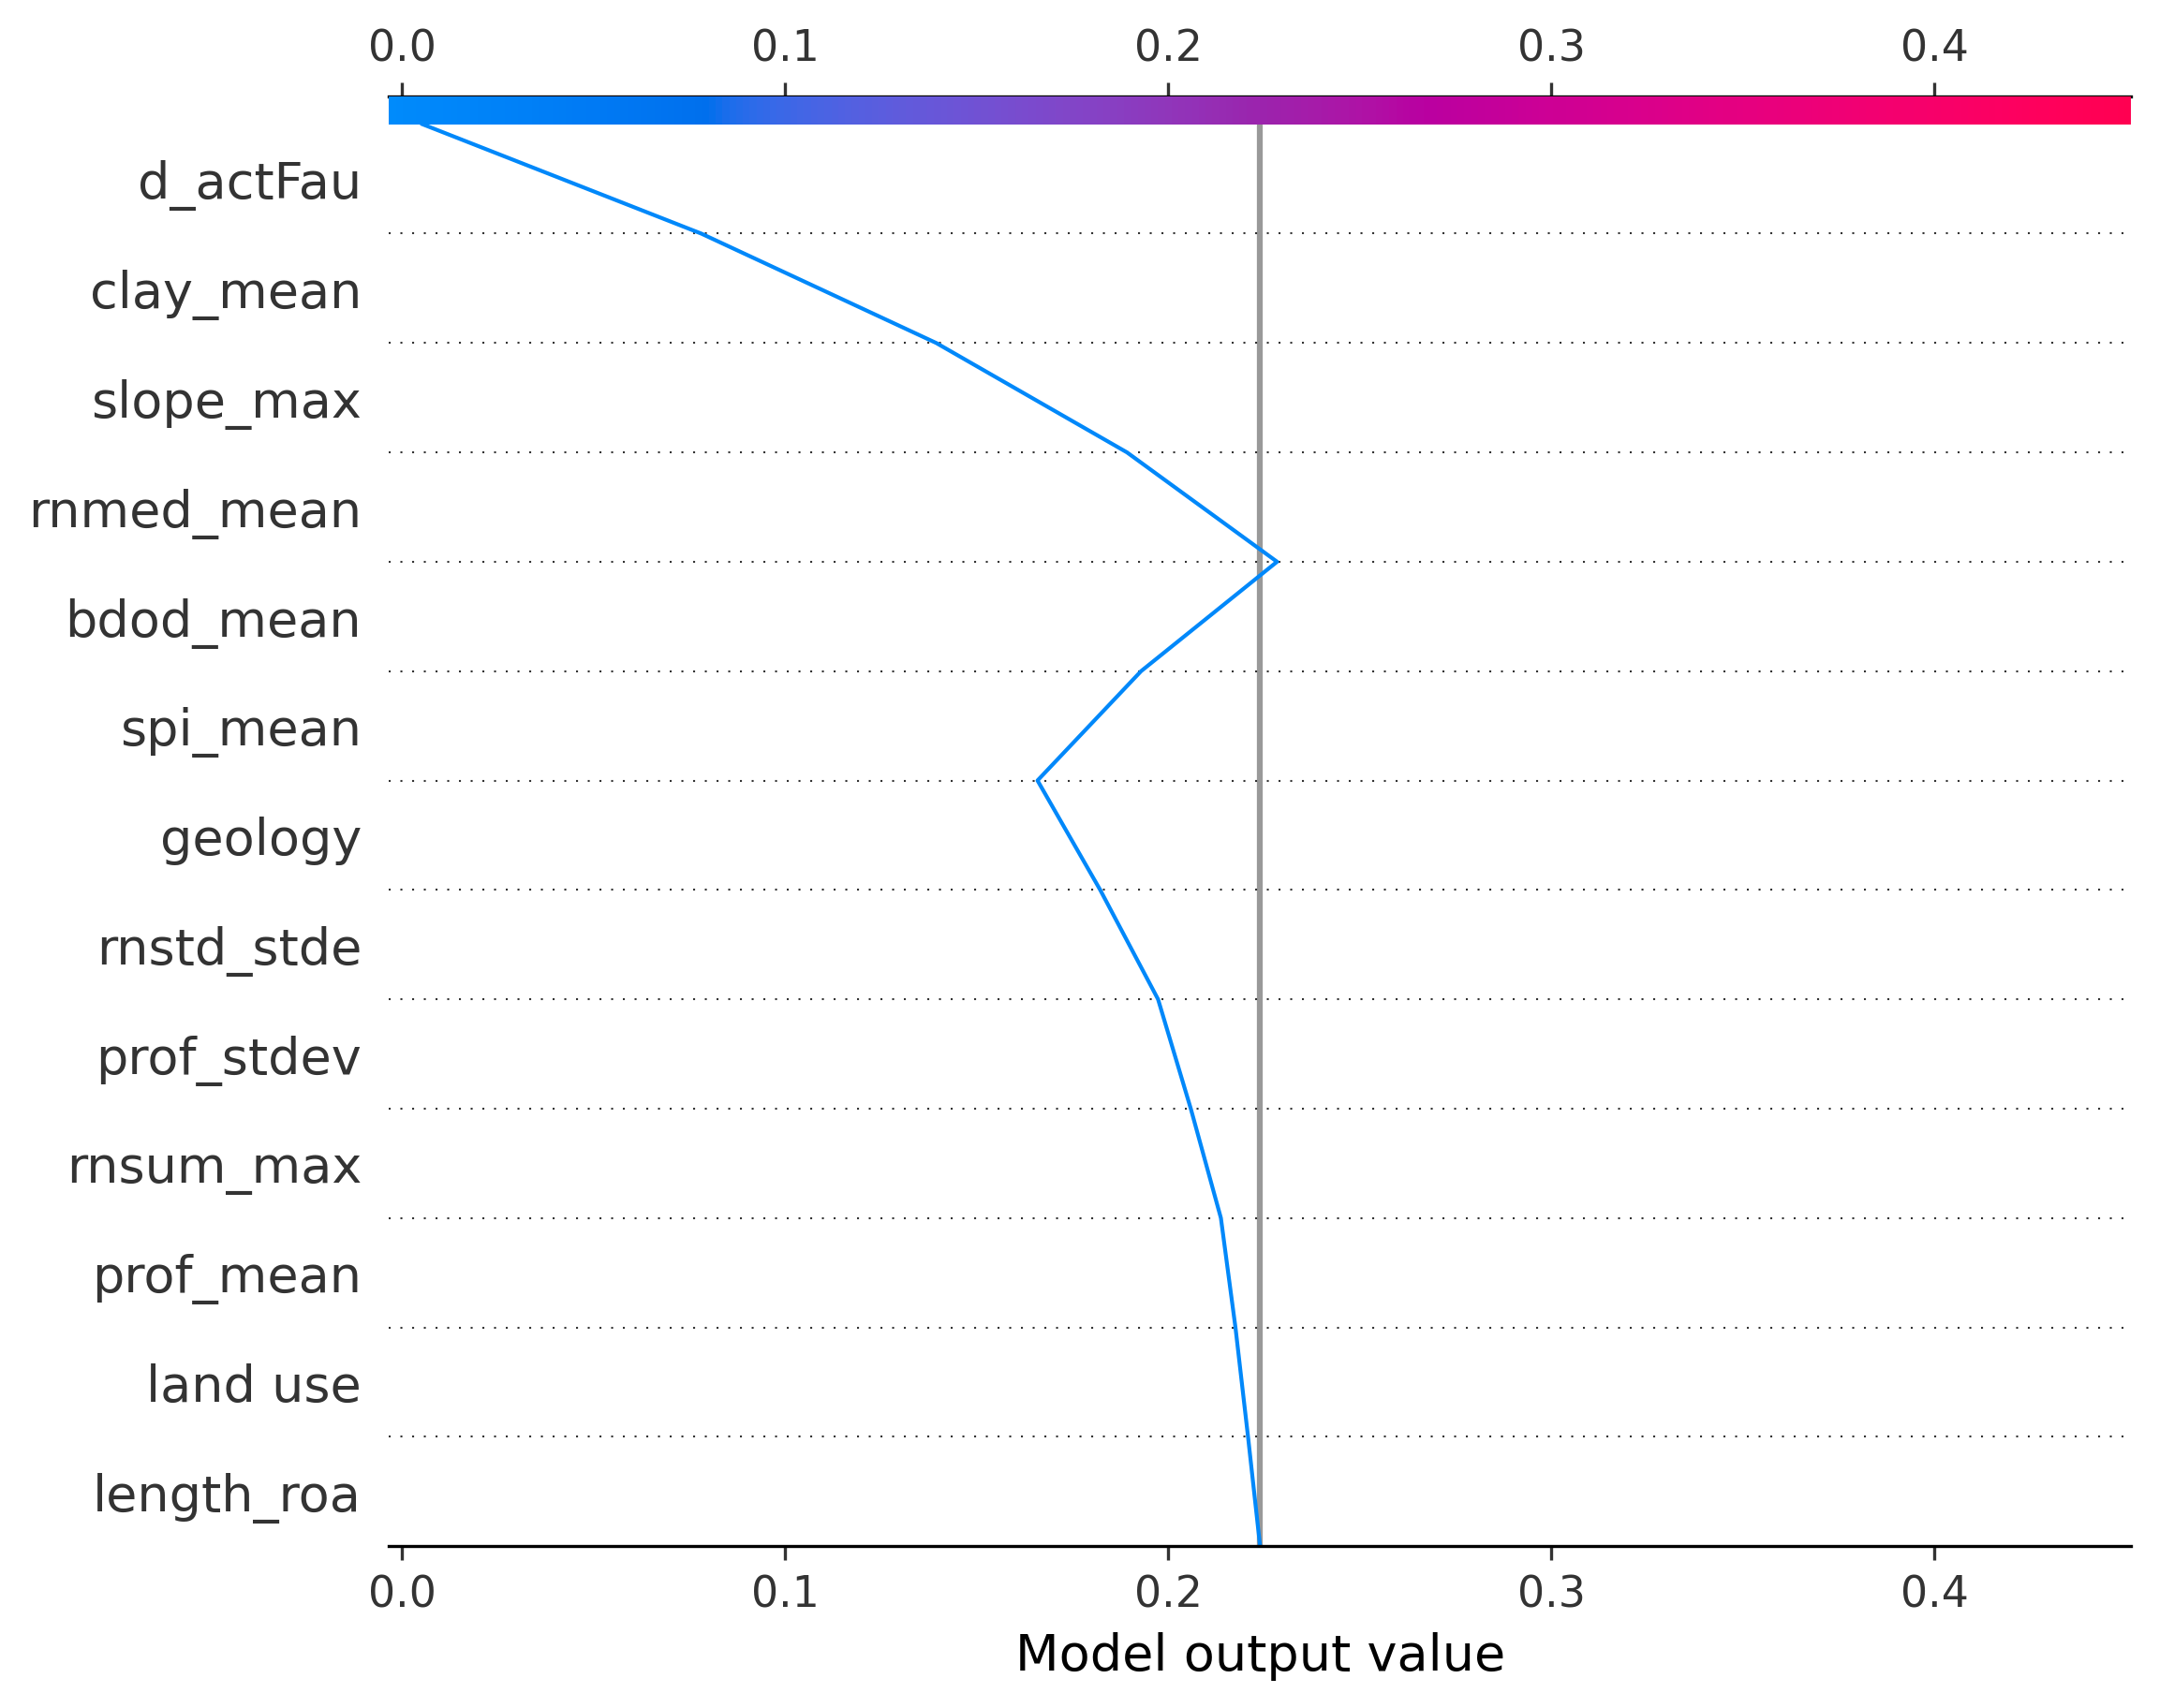 0.0 0.1 0.2 0.3 0.4
d_actFau
clay_mean
slope_max
rnmed_mean
bdod_mean
spi_mean
geology
rnstd_stde
prof_stdev
rnsum_max
prof_mean
land use
length_roa
0.0 0.1 0.2 0.3 0.4
Model output value